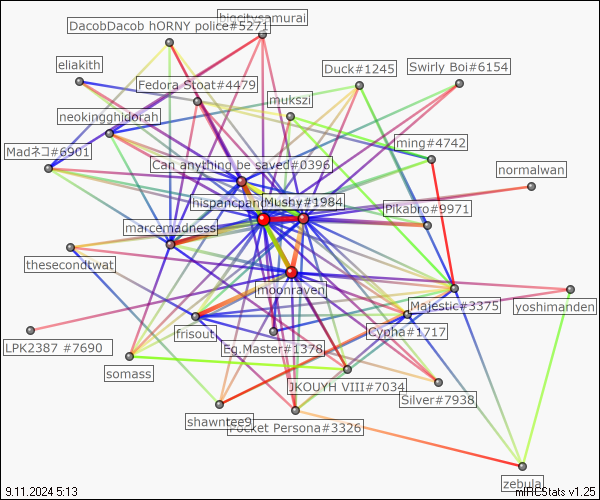 bigcitysamurai
DacobDacob hORNY police#5271
eliakith
Swirly Boi#6154
Duck#1245
Fedora Stoat#4479
mukszi
neokingghidorah
ming#4742
Madネコ#6901
Can anything be saved#0396
normalwan
hispancpan
Mushy#1984
Pikabro#9971
marcemadness
thesecondtwat
moonraven
Majestic#3375
yoshimanden
Cypha#1717
frisout
Eg.Master#1378
LPK2387 #7690
somass
JKOUYH VIII#7034
Silver#7938
shawntee9
Pocket Persona#3326
zebula
9.11.2024 5:13
mIRCStats v1.25